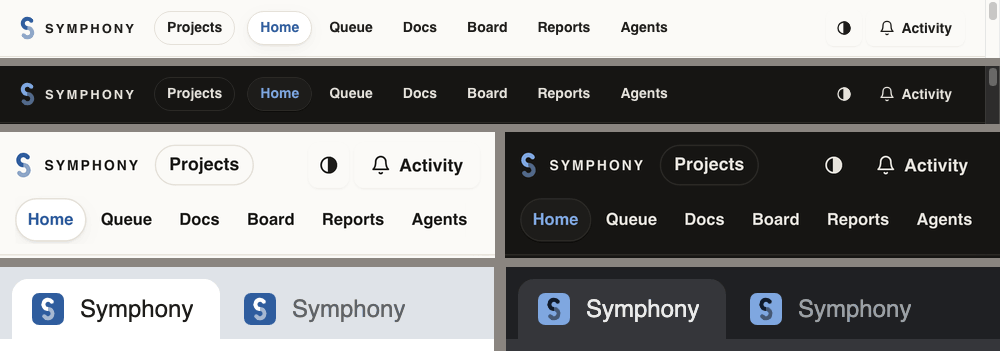 SYMPHONY Projects Home Queue Docs Board Reports Agents Activity
SYMPHONY Projects Home Queue Docs Board Reports Agents Activity
SYMPHONY Projects Activity
Home Queue Docs Board Reports Agents
SYMPHONY Projects Activity
Home Queue Docs Board Reports Agents
Symphony Symphony
Symphony Symphony